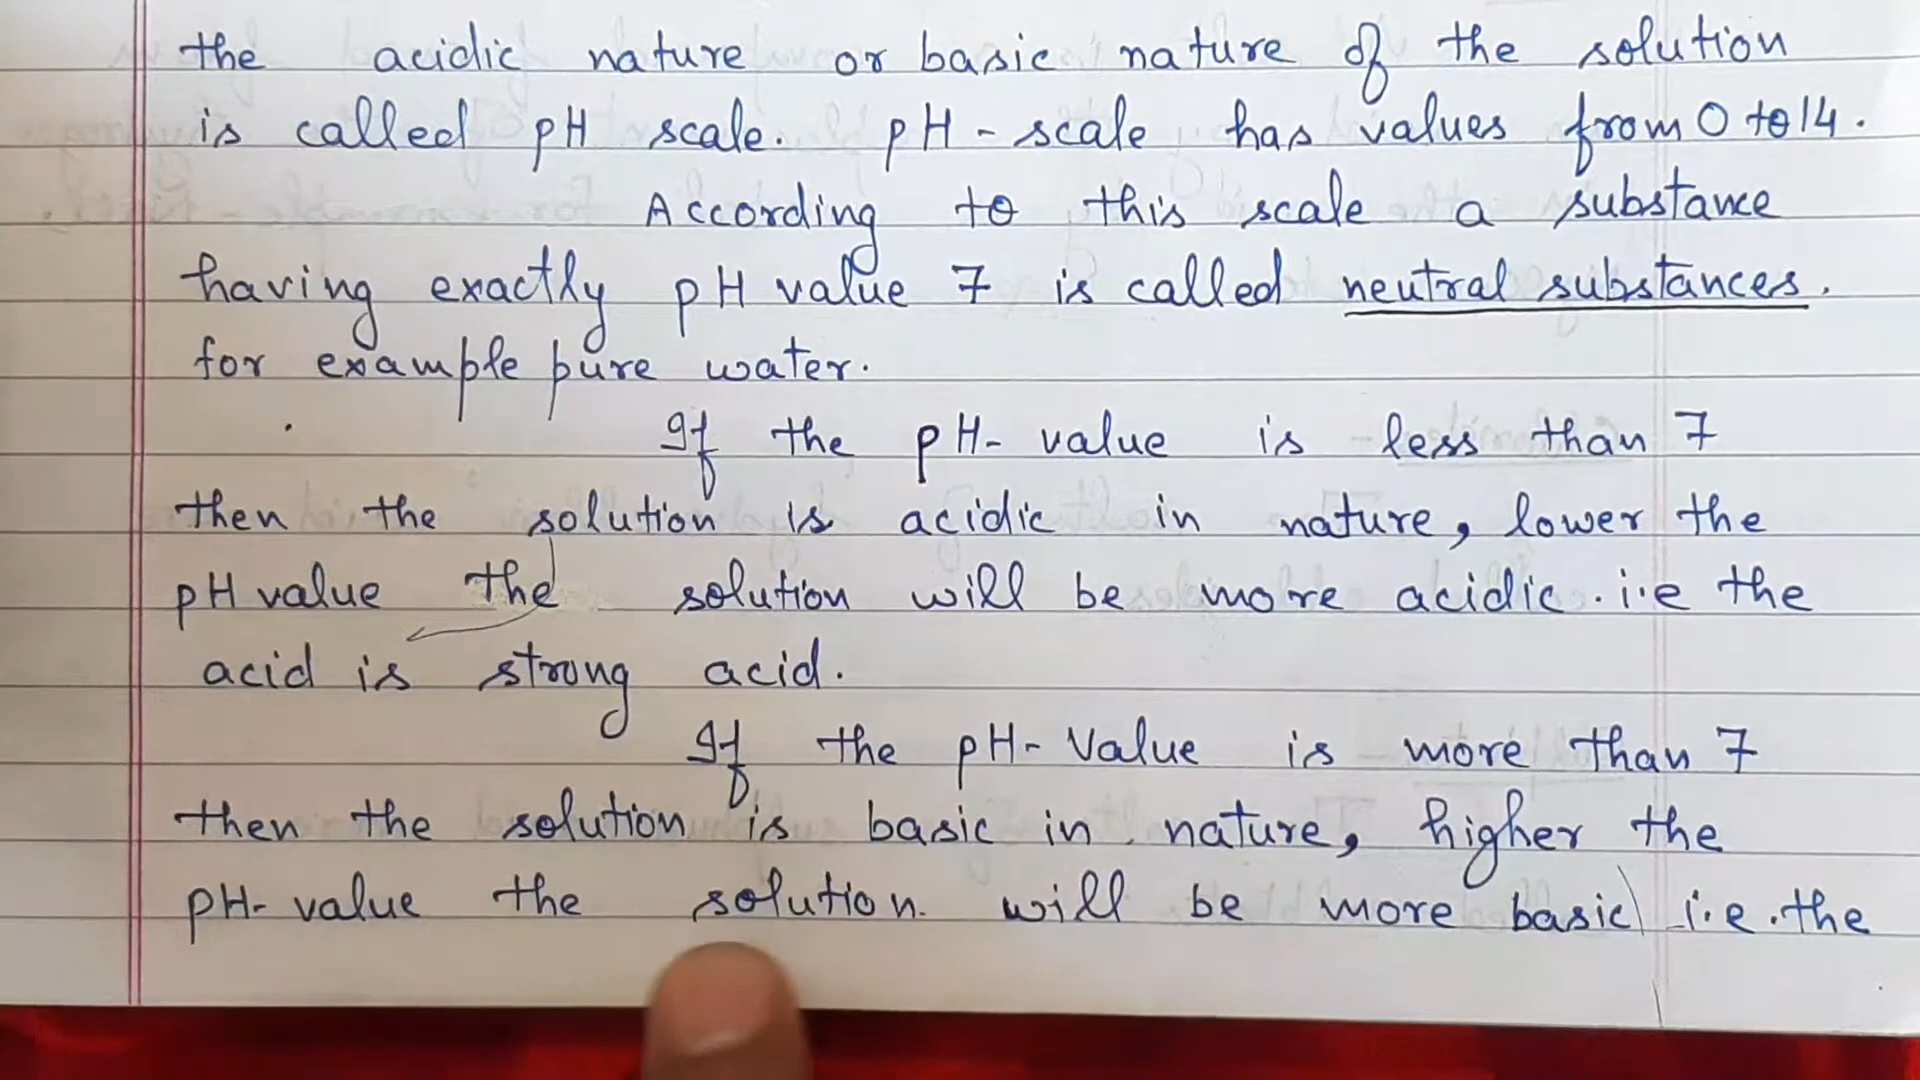 the acidic nature or basic nature of the solution
is called pH scale. pH - scale has values from 0 to 14.
According to this scale a substance
having exactly pH value 7 is called neutral substances.
for example pure water.
If the pH- value is less than 7
then the solution is acidic in nature, lower the
pH value the solution will be more acidic. i.e the
acid is strong acid.
If the pH- Value is more than 7
then the solution is basic in nature, higher the
pH- value the solution will be more basic i.e. the